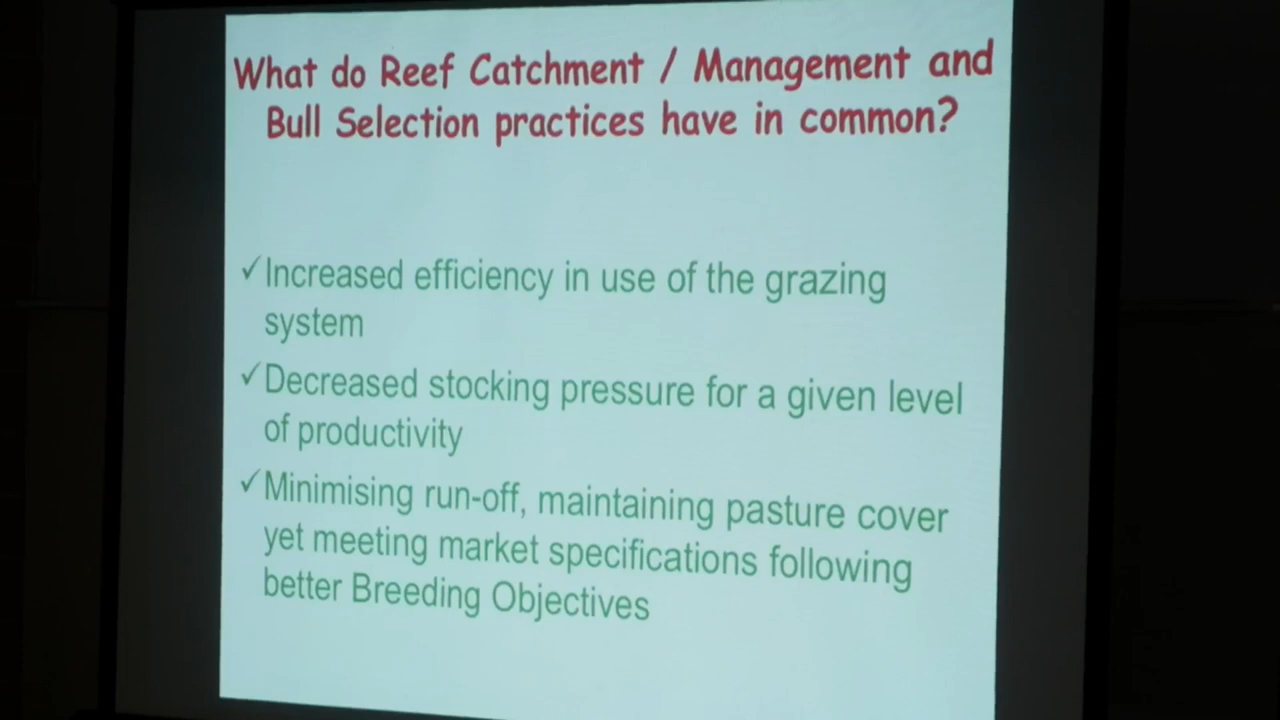 What do Reef Catchment / Management and
Bull Selection practices have in common?
✓Increased efficiency in use of the grazing
system
✓Decreased stocking pressure for a given level
of productivity
✓Minimising run-off, maintaining pasture cover
yet meeting market specifications following
better Breeding Objectives